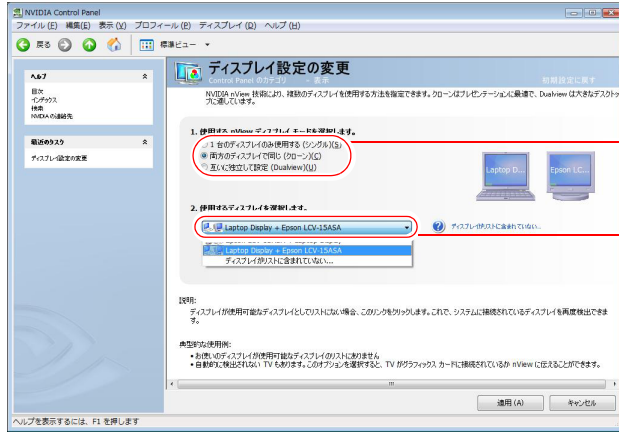 NVIDIA Control Panel
ファイル(F) 編集(E) 表示(V) プロファイル(P) ディスプレイ(D) ヘルプ(H)
戻る 標準ビュー
ヘルプ
目次
インデックス
検索
NVIDIA の連絡先
最近のタスク
ディスプレイ設定の変更
ディスプレイ設定の変更
Control Panel のカテゴリ 表示 初期設定に戻す
NVIDIA nView 技術により、複数のディスプレイを使用する方法を指定できます。クローンはプレゼンテーションに最適で、Dualview は大きなデスクトップに適しています。
1. 使用する nView ディスプレイ モードを選択します。
1 台のディスプレイのみ使用する (シングル)(S)
両方のディスプレイで同じ (クローン)(C)
互いに独立して設定 (Dualview)(U)
Laptop D... Epson LC...
2. 使用するディスプレイを選択します。
Laptop Display + Epson LCV-15ASA
ディスプレイがリストに含まれていない...
Laptop Display + Epson LCV-15ASA
ディスプレイがリストに含まれていない...
説明:
ディスプレイが使用可能なディスプレイとしてリストにない場合、このリンクをクリックします。これで、システムに接続されているディスプレイを再度検出できます。
典型的な使用例:
• お使いのディスプレイが使用可能なディスプレイのリストにありません
• 自動的に検出されない TV もあります。このオプションを選択すると、TV がグラフィックス カードに接続されているか nView に伝えることができます。
適用(A) キャンセル
ヘルプを表示するには、F1 を押します